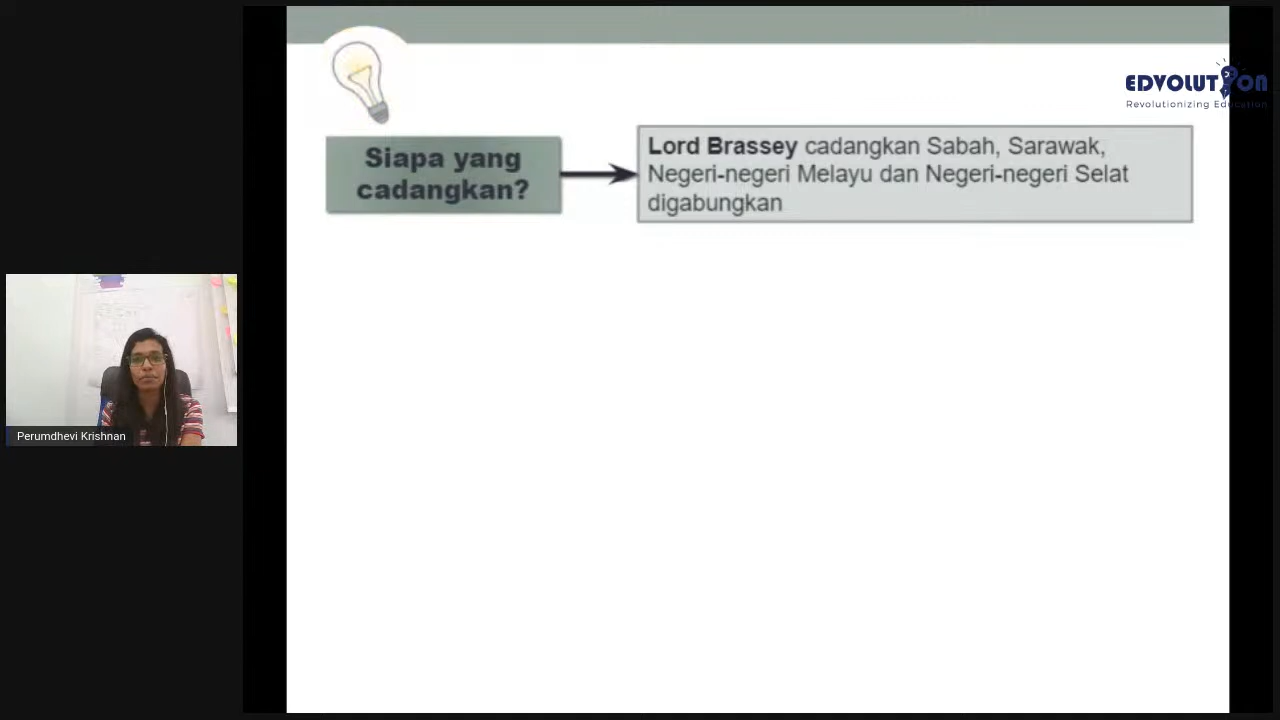 EDVOLUTION
Revolutionizing Education
Siapa yang
cadangkan?
Lord Brassey cadangkan Sabah, Sarawak,
Negeri-negeri Melayu dan Negeri-negeri Selat
digabungkan
Perumdhevi Krishnan